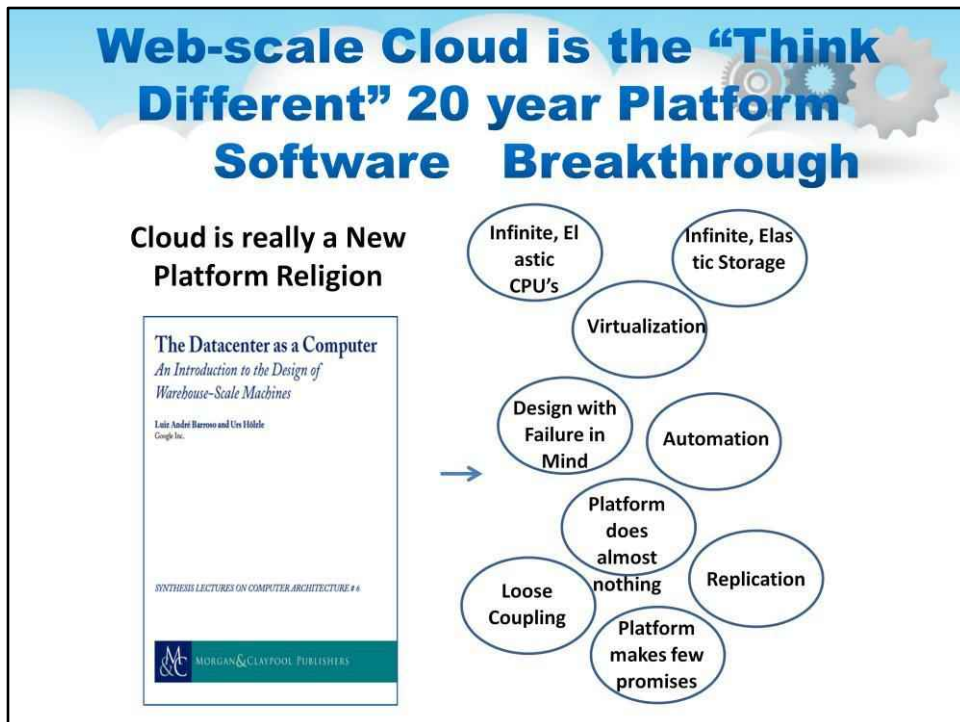 Web-scale Cloud is the “Think
Different” 20 year Platform
Software Breakthrough
Cloud is really a New
Platform Religion
The Datacenter as a Computer
An Introduction to the Design of
Warehouse-Scale Machines
Luiz André Barroso and Urs Hölzle
Google Inc.
SYNTHESIS LECTURES ON COMPUTER ARCHITECTURE # 6
M&C MORGAN & CLAYPOOL PUBLISHERS
Infinite, El
astic
CPU’s
Infinite, Elas
tic Storage
Virtualization
Design with
Failure in
Mind
Automation
Platform
does
almost
nothing
Replication
Loose
Coupling
Platform
makes few
promises